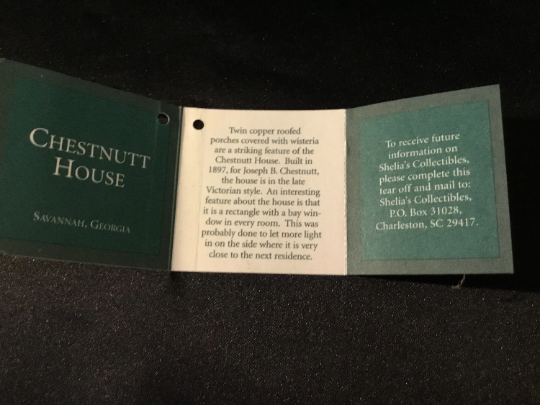 CHESTNUTT
HOUSE
SAVANNAH, GEORGIA
Twin copper roofed
porches covered with wisteria
are a striking feature of the
Chestnutt House. Built in
1897, for Joseph B. Chestnutt,
the house is in the late
Victorian style. An interesting
feature about the house is that
it is a rectangle with a bay win-
dow in every room. This was
probably done to let more light
in on the side where it is very
close to the next residence.
To receive future
information on
Shelia's Collectibles,
please complete this
tear off and mail to:
Shelia's Collectibles,
P.O. Box 31028,
Charleston, SC 29417.